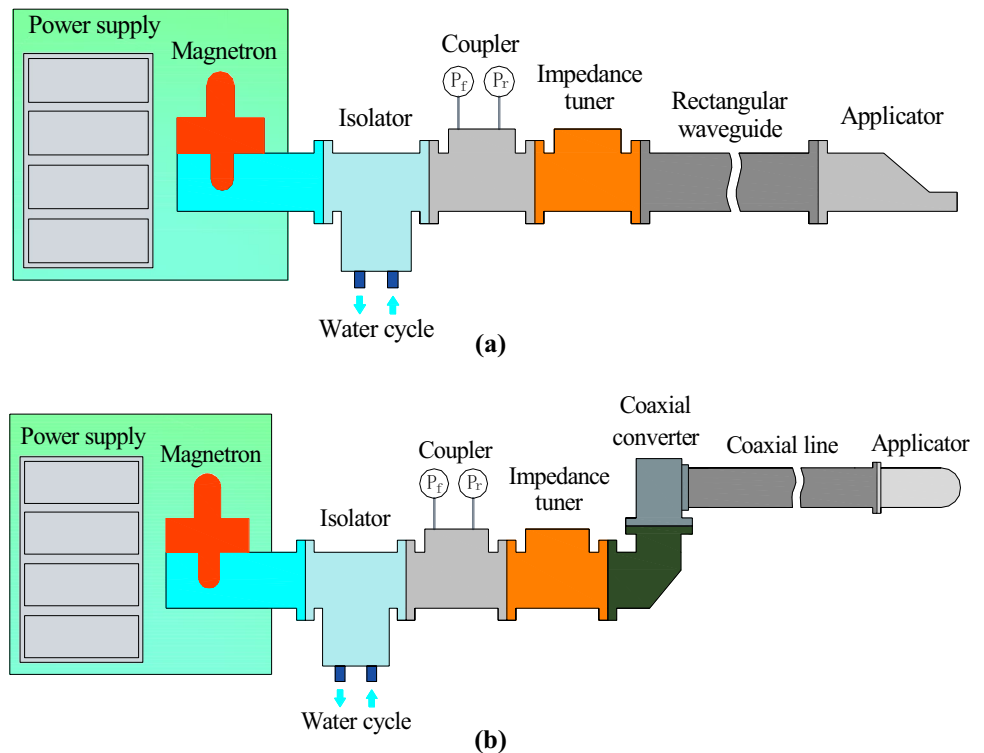 Power supply
Magnetron
Isolator
Coupler
Pf
Pr
Impedance
tuner
Rectangular
waveguide
Applicator
Water cycle
(a)
Power supply
Magnetron
Isolator
Coupler
Pf
Pr
Impedance
tuner
Coaxial
converter
Coaxial line
Applicator
Water cycle
(b)